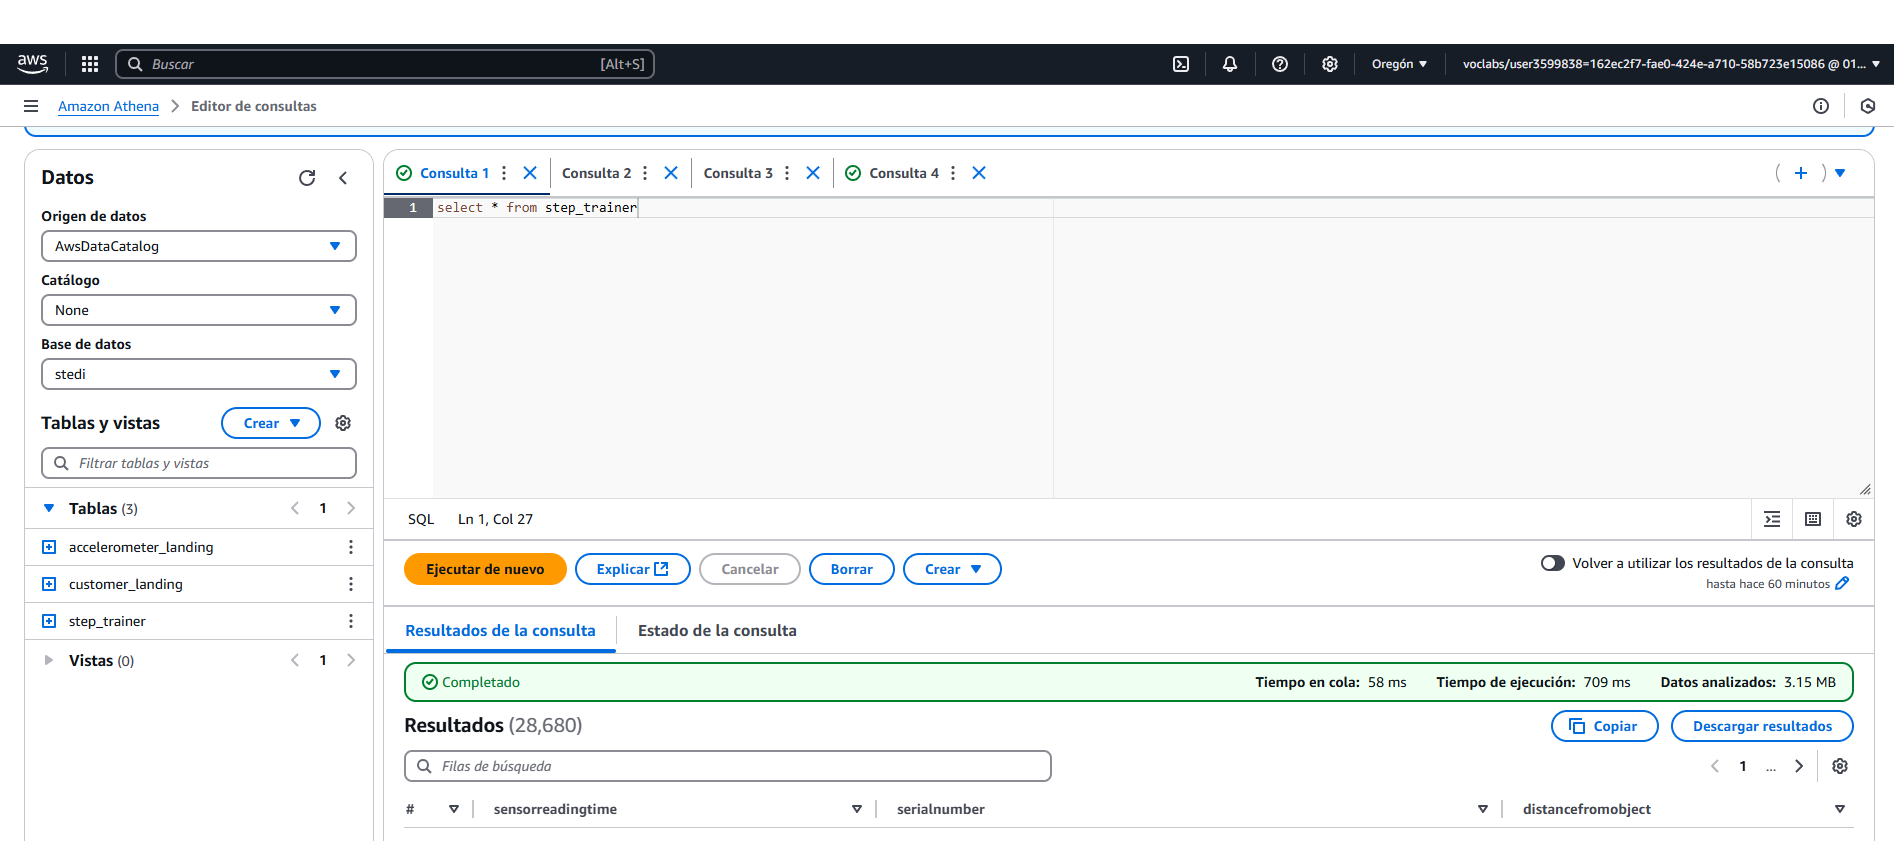 aws
Buscar [Alt+S]
Oregón
voclabs/user3599838=162ec2f7-fae0-424e-a710-58b723e15086 @ 01...
Amazon Athena Editor de consultas
Datos
Origen de datos
AwsDataCatalog
Catálogo
None
Base de datos
stedi
Tablas y vistas
Crear
Filtrar tablas y vistas
Tablas (3) 1
accelerometer_landing
customer_landing
step_trainer
Vistas (0) 1
Consulta 1 Consulta 2 Consulta 3 Consulta 4
1 select * from step_trainer
SQL Ln 1, Col 27
Ejecutar de nuevo Explicar Cancelar Borrar Crear
Volver a utilizar los resultados de la consulta
hasta hace 60 minutos
Resultados de la consulta Estado de la consulta
Completado Tiempo en cola: 58 ms Tiempo de ejecución: 709 ms Datos analizados: 3.15 MB
Resultados (28,680) Copiar Descargar resultados
Filas de búsqueda 1 ...
# sensorreadingtime serialnumber distancefromobject